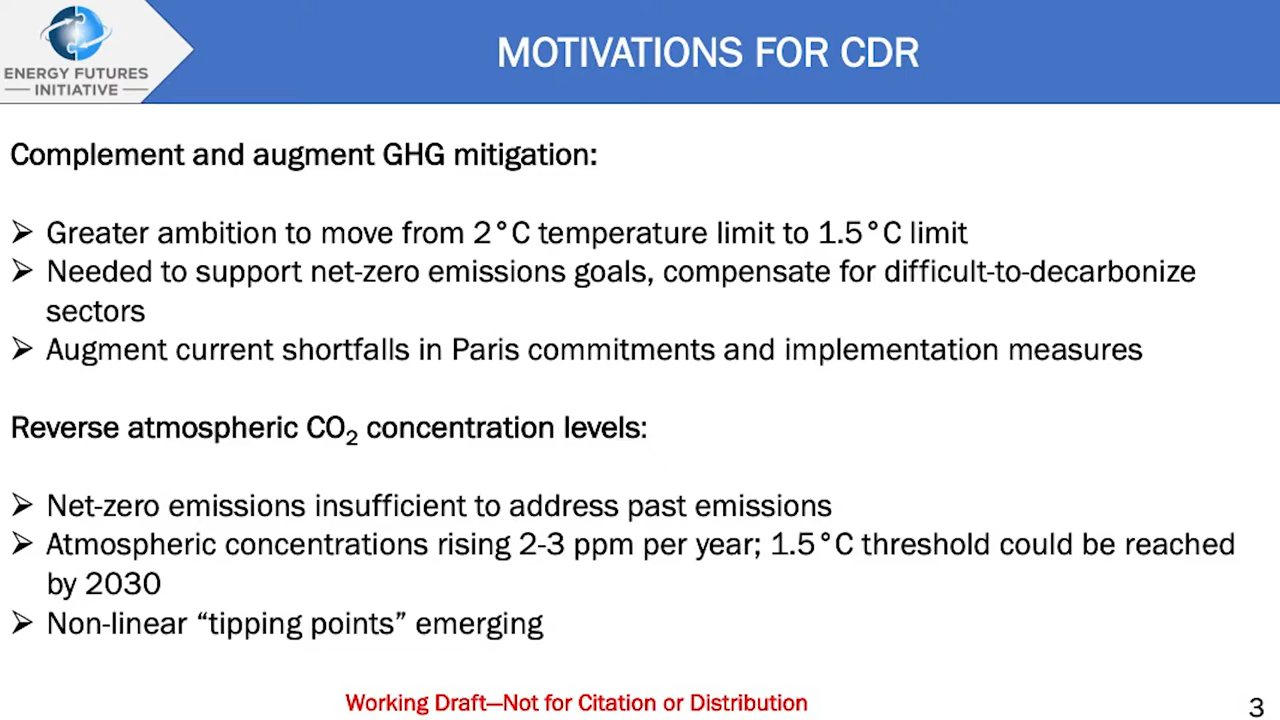 ENERGY FUTURES
INITIATIVE
MOTIVATIONS FOR CDR
Complement and augment GHG mitigation:
➢ Greater ambition to move from 2°C temperature limit to 1.5°C limit
➢ Needed to support net-zero emissions goals, compensate for difficult-to-decarbonize
sectors
➢ Augment current shortfalls in Paris commitments and implementation measures
Reverse atmospheric CO₂ concentration levels:
➢ Net-zero emissions insufficient to address past emissions
➢ Atmospheric concentrations rising 2-3 ppm per year; 1.5°C threshold could be reached
by 2030
➢ Non-linear “tipping points” emerging
Working Draft—Not for Citation or Distribution
3